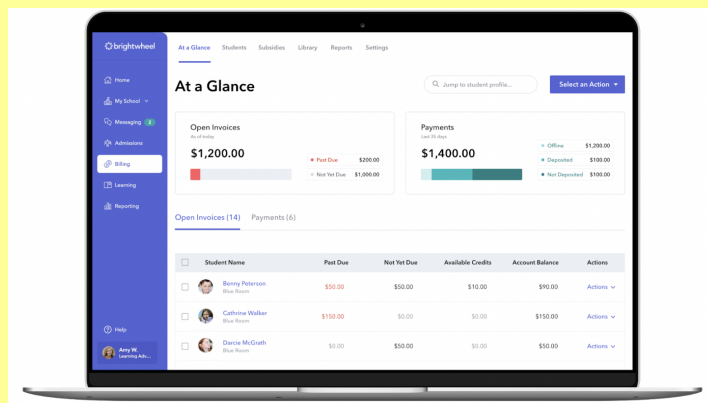 brightwheel
At a Glance Students Subsidies Library Reports Settings
Home
My School
Messaging 2
Admissions
Billing
Learning
Reporting
Help
Amy W.
Learning Adv...
At a Glance
Jump to student profile...
Select an Action
Open Invoices
As of today
$1,200.00
Past Due $200.00
Not Yet Due $1,000.00
Payments
Last 35 days
$1,400.00
Offline $1,200.00
Deposited $100.00
Not Deposited $100.00
Open Invoices (14) Payments (6)
Student Name Past Due Not Yet Due Available Credits Account Balance Actions
Benny Peterson $50.00 $50.00 $10.00 $90.00 Actions
Blue Room
Cathrine Walker $150.00 $0.00 $0.00 $150.00 Actions
Blue Room
Darcie McGrath $0.00 $50.00 $0.00 $50.00 Actions
Blue Room